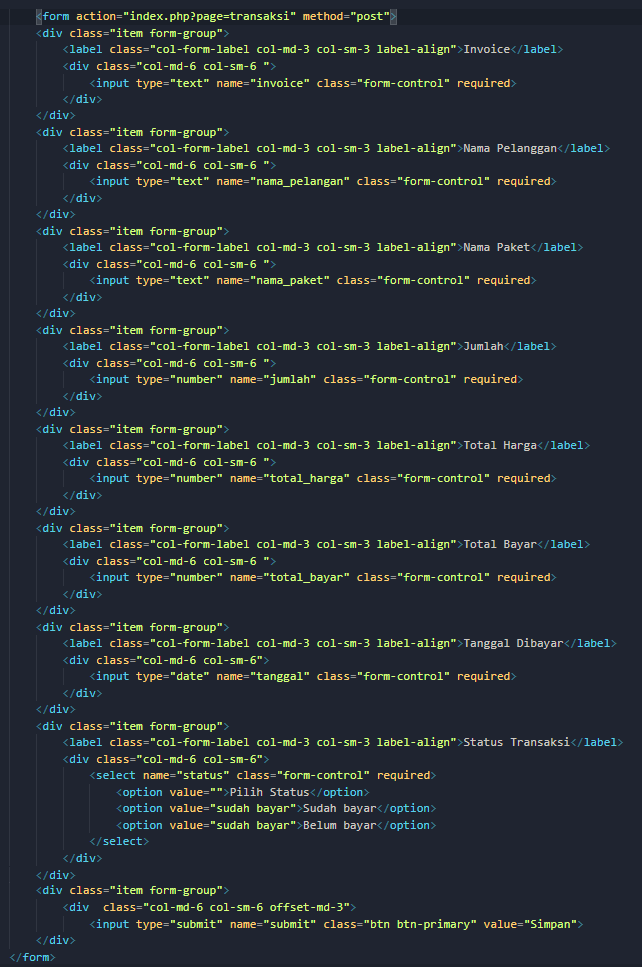 <form action="index.php?page=transaksi" method="post">
<div class="item form-group">
<label class="col-form-label col-md-3 col-sm-3 label-align">Invoice</label>
<div class="col-md-6 col-sm-6 ">
<input type="text" name="invoice" class="form-control" required>
</div>
</div>
<div class="item form-group">
<label class="col-form-label col-md-3 col-sm-3 label-align">Nama Pelanggan</label>
<div class="col-md-6 col-sm-6 ">
<input type="text" name="nama_pelangan" class="form-control" required>
</div>
</div>
<div class="item form-group">
<label class="col-form-label col-md-3 col-sm-3 label-align">Nama Paket</label>
<div class="col-md-6 col-sm-6 ">
<input type="text" name="nama_paket" class="form-control" required>
</div>
</div>
<div class="item form-group">
<label class="col-form-label col-md-3 col-sm-3 label-align">Jumlah</label>
<div class="col-md-6 col-sm-6 ">
<input type="number" name="jumlah" class="form-control" required>
</div>
</div>
<div class="item form-group">
<label class="col-form-label col-md-3 col-sm-3 label-align">Total Harga</label>
<div class="col-md-6 col-sm-6 ">
<input type="number" name="total_harga" class="form-control" required>
</div>
</div>
<div class="item form-group">
<label class="col-form-label col-md-3 col-sm-3 label-align">Total Bayar</label>
<div class="col-md-6 col-sm-6 ">
<input type="number" name="total_bayar" class="form-control" required>
</div>
</div>
<div class="item form-group">
<label class="col-form-label col-md-3 col-sm-3 label-align">Tanggal Dibayar</label>
<div class="col-md-6 col-sm-6">
<input type="date" name="tanggal" class="form-control" required>
</div>
</div>
<div class="item form-group">
<label class="col-form-label col-md-3 col-sm-3 label-align">Status Transaksi</label>
<div class="col-md-6 col-sm-6">
<select name="status" class="form-control" required>
<option value="">Pilih Status</option>
<option value="sudah bayar">Sudah bayar</option>
<option value="sudah bayar">Belum bayar</option>
</select>
</div>
</div>
<div class="item form-group">
<div  class="col-md-6 col-sm-6 offset-md-3">
<input type="submit" name="submit" class="btn btn-primary" value="Simpan">
</div>
</form>